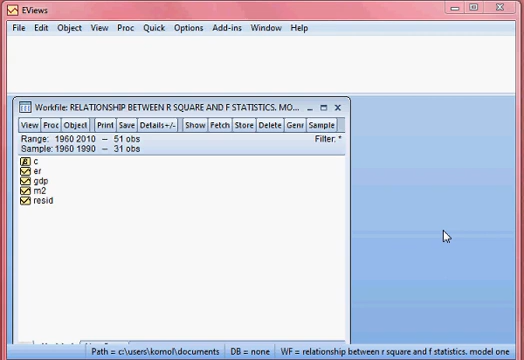 EViews
File Edit Object View Proc Quick Options Add-ins Window Help
Workfile: RELATIONSHIP BETWEEN R SQUARE AND F STATISTICS. MO...
View Proc Object Print Save Details+/- Show Fetch Store Delete Genr Sample
Range: 1960 2010 – 51 obs Filter: *
Sample: 1960 1990 – 31 obs
c
er
gdp
m2
resid
Path = c:\users\komol\documents DB = none WF = relationship between r square and f statistics. model one